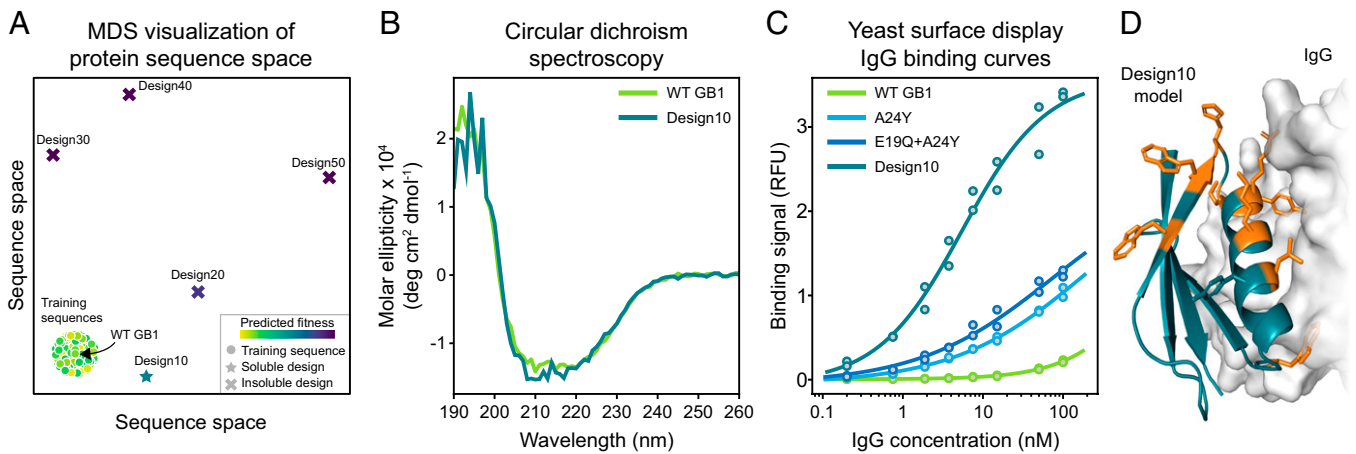 A
MDS visualization of
protein sequence space
Design40
Design30
Design50
Design20
Training
sequences
WT GB1
Design10
Predicted fitness
Training sequence
Soluble design
Insoluble design
Sequence space
Sequence space
B
Circular dichroism
spectroscopy
WT GB1
Design10
Molar ellipticity x 10⁴
(deg cm² dmol⁻¹)
2
1
0
-1
190 200 210 220 230 240 250 260
Wavelength (nm)
C
Yeast surface display
IgG binding curves
WT GB1
A24Y
E19Q+A24Y
Design10
Binding signal (RFU)
3
2
1
0
0.1 1 10 100
IgG concentration (nM)
D
IgG
Design10
model